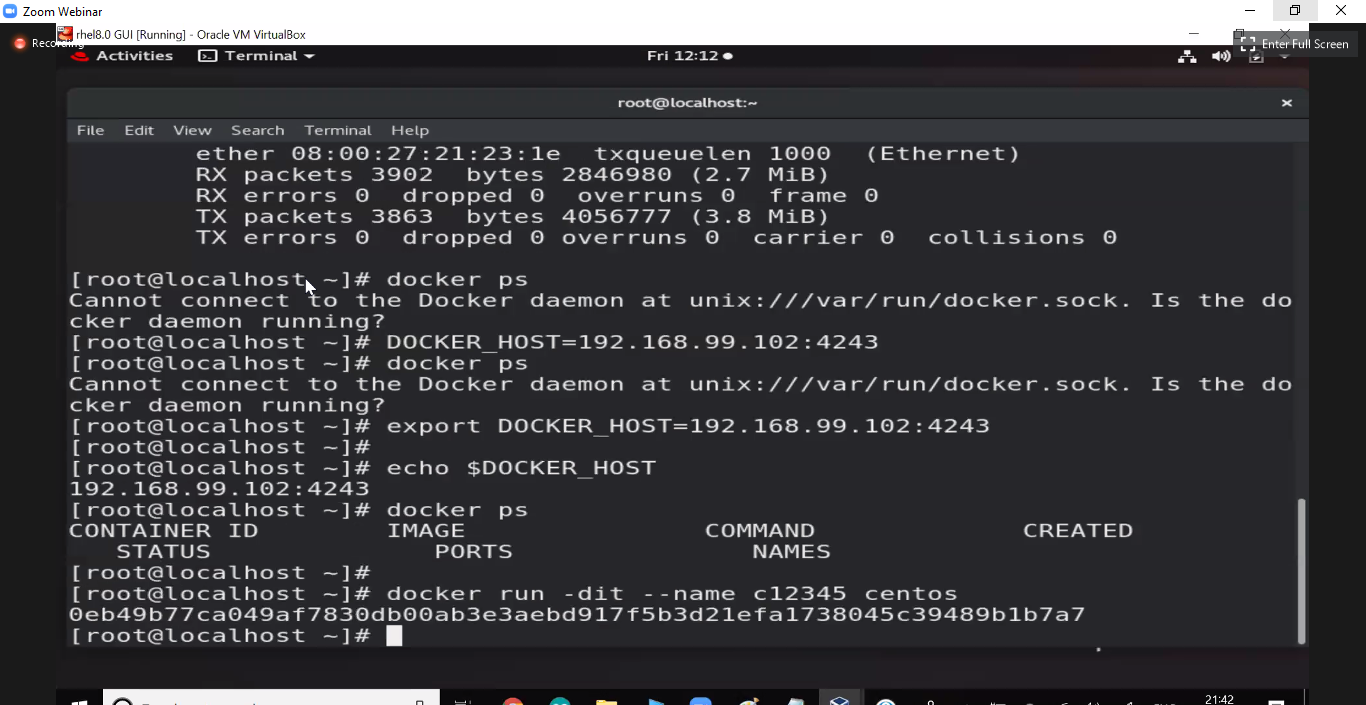 Zoom Webinar
rhel8.0 GUI [Running] - Oracle VM VirtualBox
Recording
Enter Full Screen
Activities Terminal Fri 12:12
root@localhost:~
File Edit View Search Terminal Help
ether 08:00:27:21:23:1e txqueuelen 1000 (Ethernet)
RX packets 3902 bytes 2846980 (2.7 MiB)
RX errors 0 dropped 0 overruns 0 frame 0
TX packets 3863 bytes 4056777 (3.8 MiB)
TX errors 0 dropped 0 overruns 0 carrier 0 collisions 0
[root@localhost ~]# docker ps
Cannot connect to the Docker daemon at unix:///var/run/docker.sock. Is the do
cker daemon running?
[root@localhost ~]# DOCKER_HOST=192.168.99.102:4243
[root@localhost ~]# docker ps
Cannot connect to the Docker daemon at unix:///var/run/docker.sock. Is the do
cker daemon running?
[root@localhost ~]# export DOCKER_HOST=192.168.99.102:4243
[root@localhost ~]#
[root@localhost ~]# echo $DOCKER_HOST
192.168.99.102:4243
[root@localhost ~]# docker ps
CONTAINER ID IMAGE COMMAND CREATED
STATUS PORTS NAMES
[root@localhost ~]#
[root@localhost ~]# docker run -dit --name c12345 centos
0eb49b77ca049af7830db00ab3e3aebd917f5b3d21efa1738045c39489b1b7a7
[root@localhost ~]#
21:42